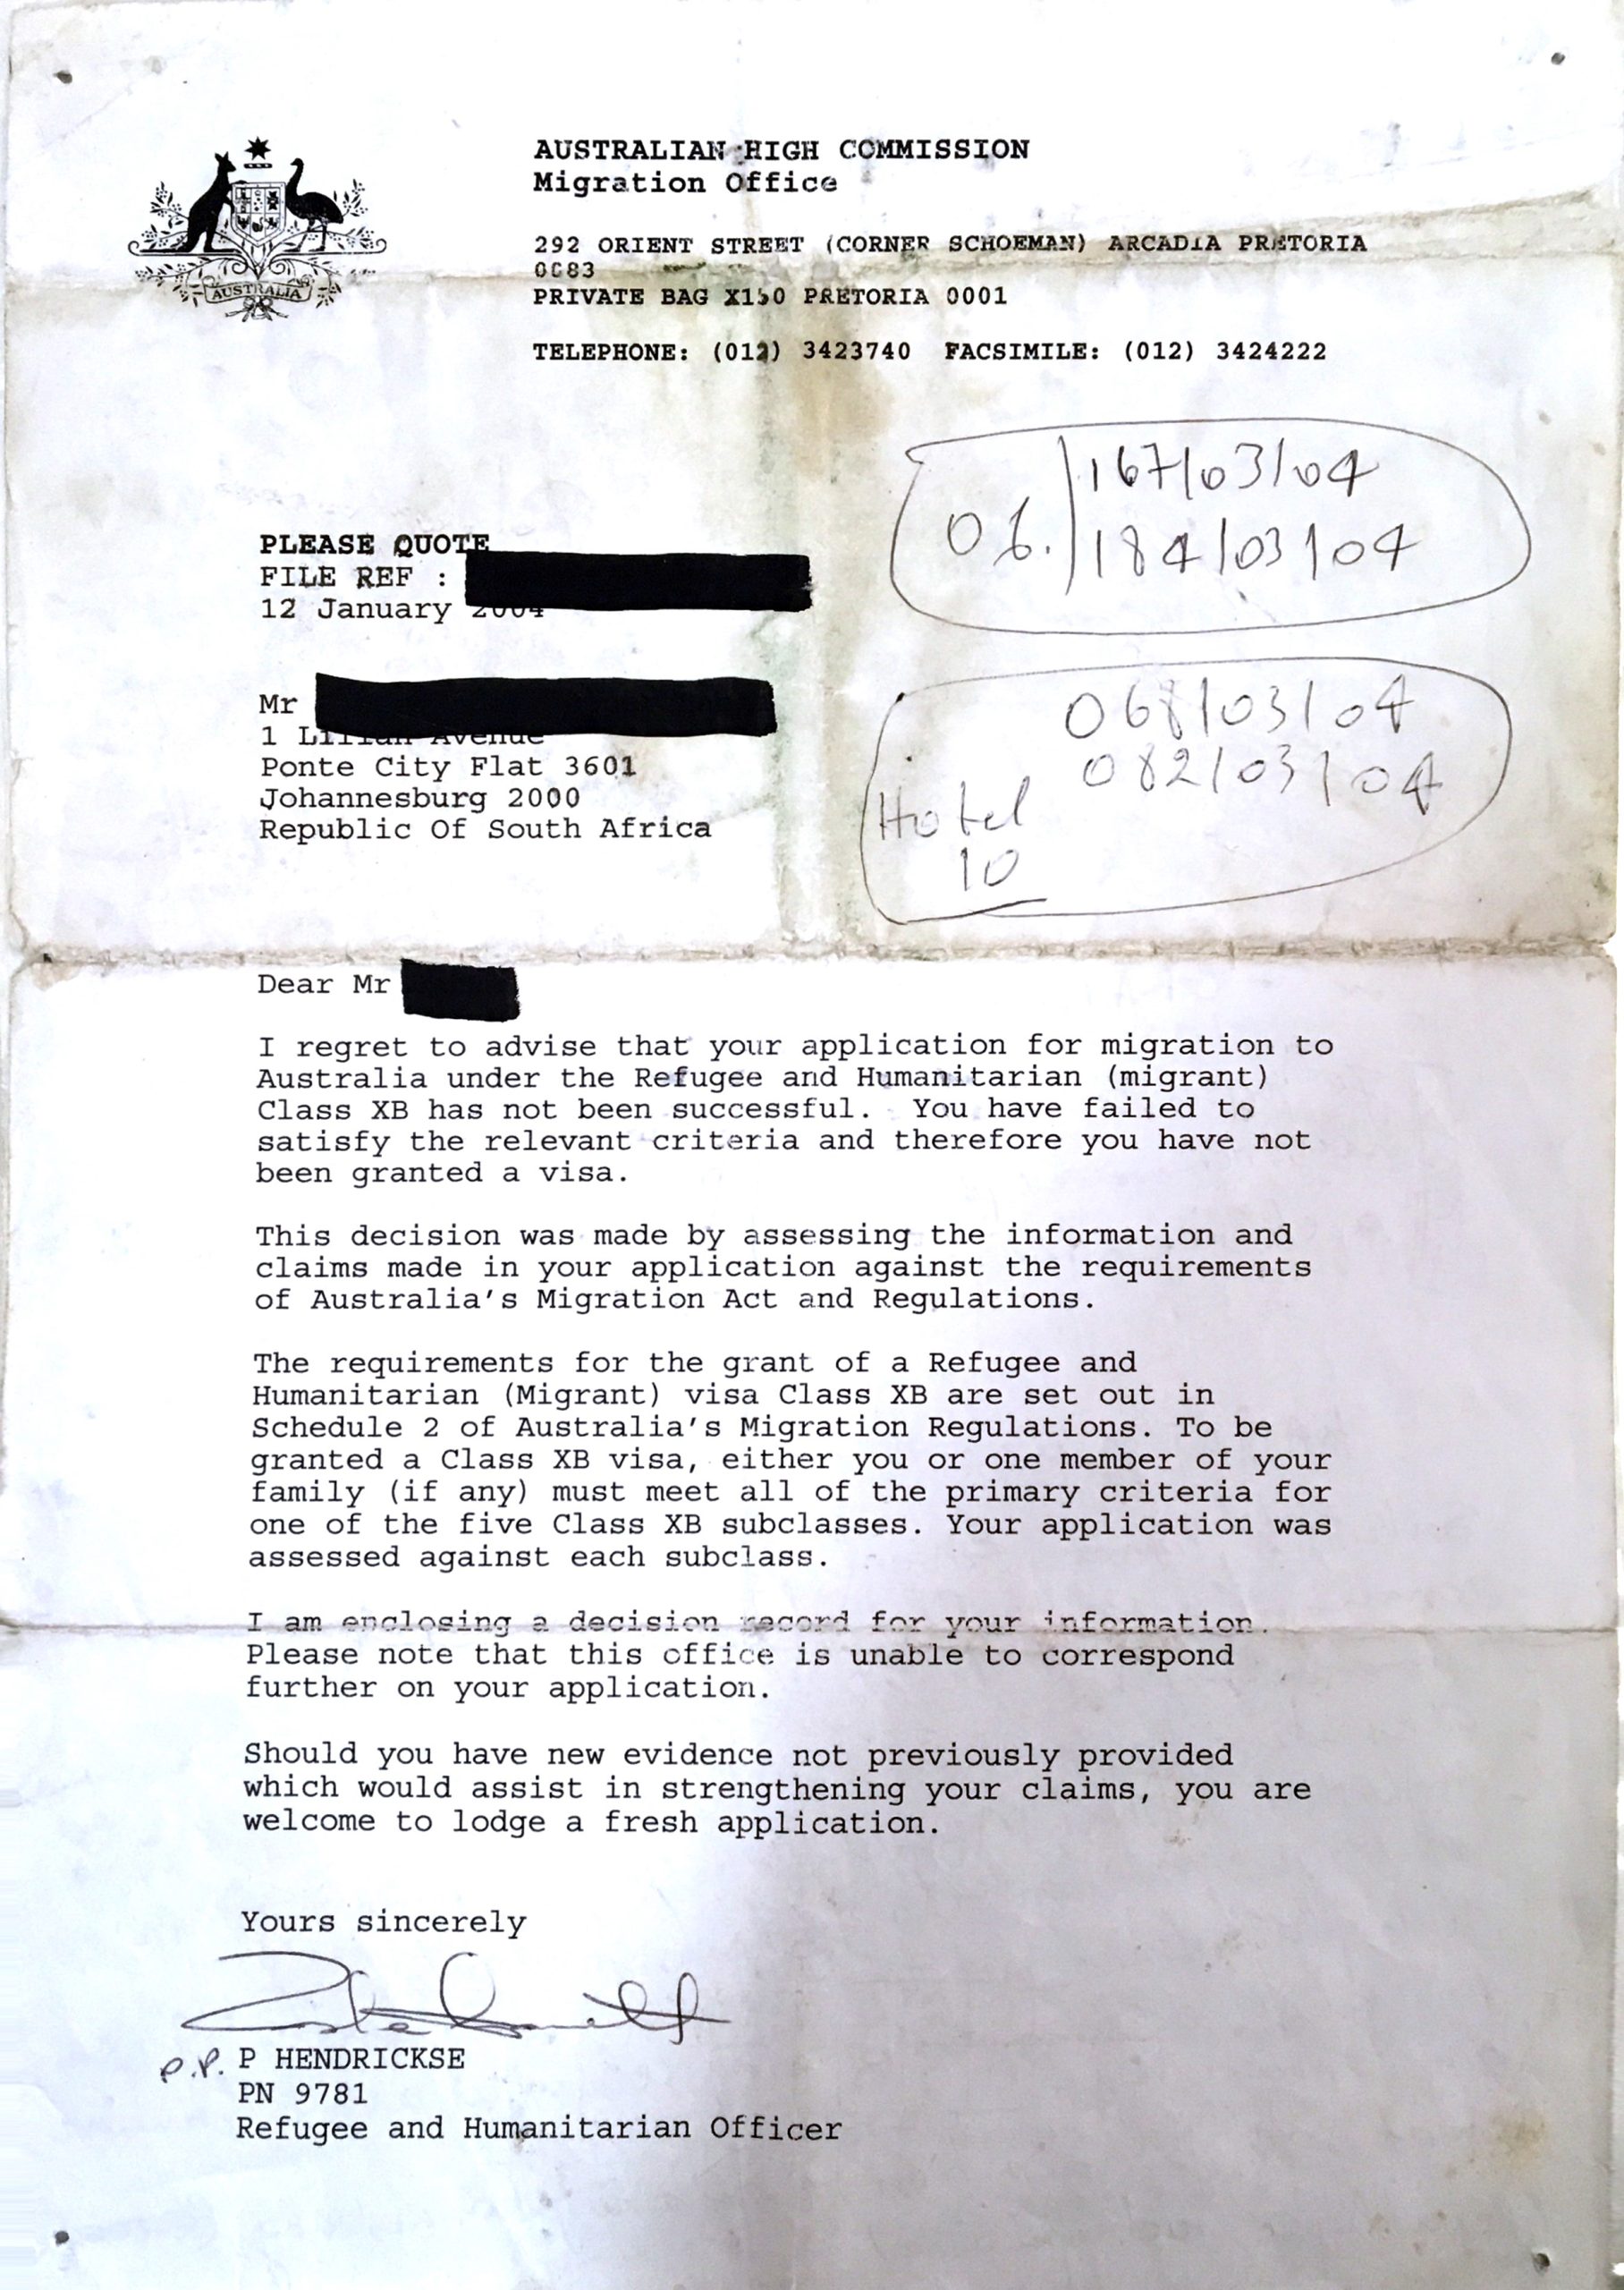 AUSTRALIAN HIGH COMMISSION
Migration Office
292 ORIENT STREET (CORNER SCHOEMAN) ARCADIA PRETORIA
0083
PRIVATE BAG X150 PRETORIA 0001
TELEPHONE: (012) 3423740 FACSIMILE: (012) 3424222
AUSTRALIA
167/03/04
06.
184/03/04
PLEASE QUOTE
FILE REF :
12 January 2004
068/03/04
082/03/04
Hotel
10
Mr
1 Lilian Avenue
Ponte City Flat 3601
Johannesburg 2000
Republic Of South Africa
Dear Mr
I regret to advise that your application for migration to
Australia under the Refugee and Humanitarian (migrant)
Class XB has not been successful. You have failed to
satisfy the relevant criteria and therefore you have not
been granted a visa.
This decision was made by assessing the information and
claims made in your application against the requirements
of Australia's Migration Act and Regulations.
The requirements for the grant of a Refugee and
Humanitarian (Migrant) visa Class XB are set out in
Schedule 2 of Australia's Migration Regulations. To be
granted a Class XB visa, either you or one member of your
family (if any) must meet all of the primary criteria for
one of the five Class XB subclasses. Your application was
assessed against each subclass.
I am enclosing a decision record for your information.
Please note that this office is unable to correspond
further on your application.
Should you have new evidence not previously provided
which would assist in strengthening your claims, you are
welcome to lodge a fresh application.
Yours sincerely
p.p. P HENDRICKSE
PN 9781
Refugee and Humanitarian Officer